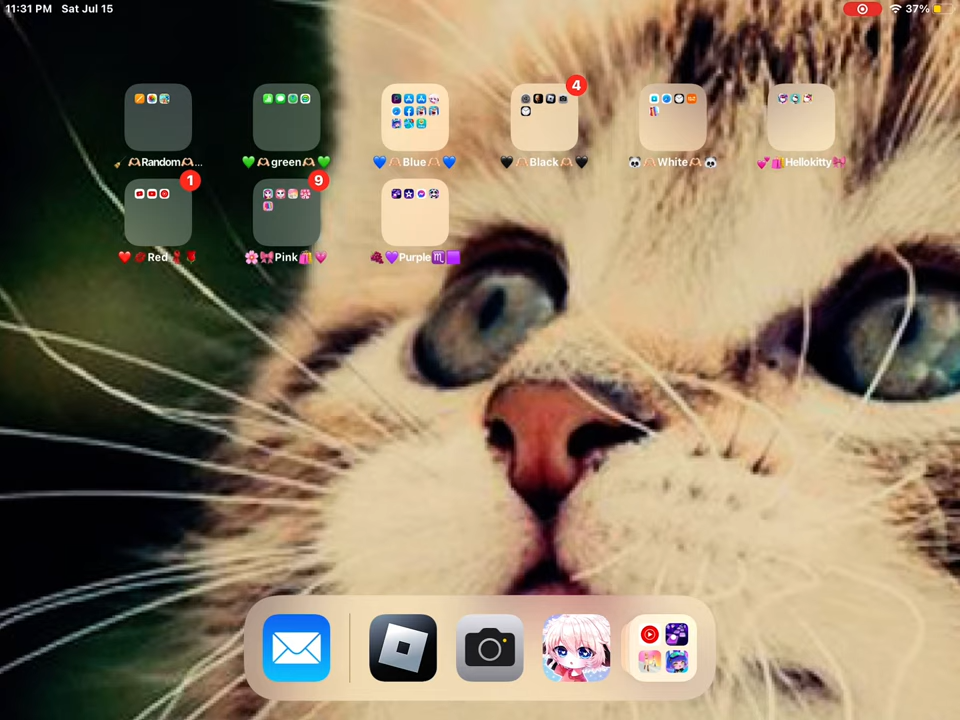 11:31 PM Sat Jul 15
37%
🫶🏼Random🫶🏼...
💚🫶🏼green🫶🏼💚
💙🫶🏼Blue🫶🏼💙
4
🖤🫶🏼Black🫶🏼🖤
🐼🫶🏼White🫶🏼🐼
💕🛍️Hellokitty🎀
1
❤️💋Red💃🌹
9
🌸🎀Pink🛍️💗
🍇💜Purple♏🟪